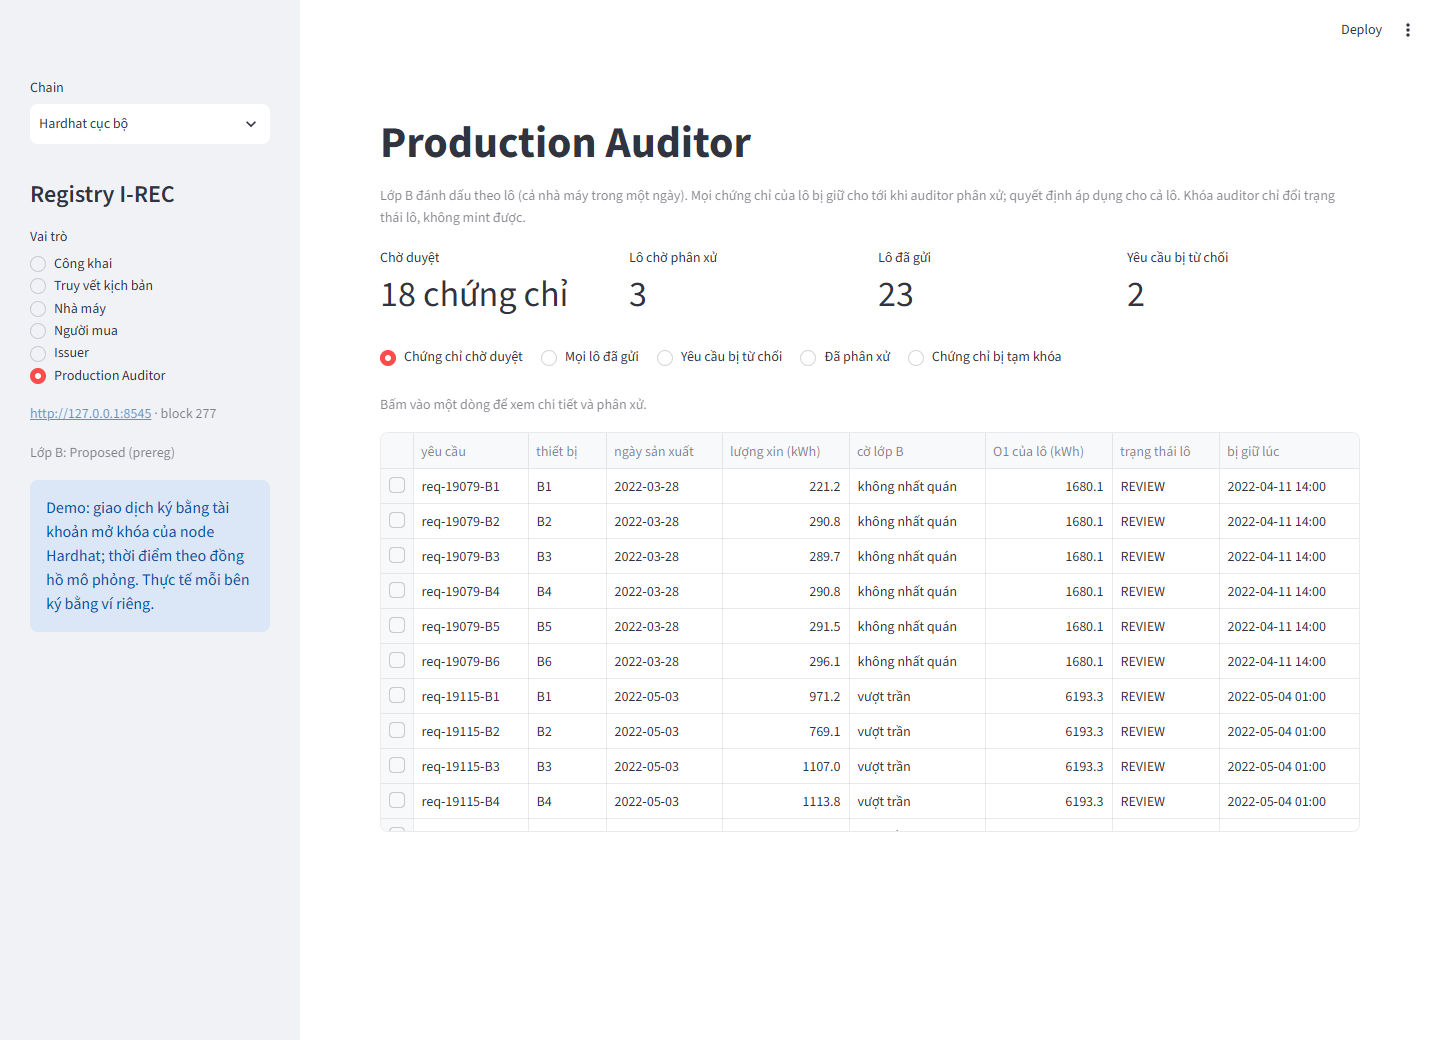 Deploy
Chain
Hardhat cục bộ
Registry I-REC
Vai trò
Công khai
Truy vết kịch bản
Nhà máy
Người mua
Issuer
Production Auditor
http://127.0.0.1:8545 · block 277
Lớp B: Proposed (prereg)
Demo: giao dịch ký bằng tài
khoản mở khóa của node
Hardhat; thời điểm theo đồng
hồ mô phỏng. Thực tế mỗi bên
ký bằng ví riêng.
Production Auditor
Lớp B đánh dấu theo lô (cả nhà máy trong một ngày). Mọi chứng chỉ của lô bị giữ cho tới khi auditor phân xử; quyết định áp dụng cho cả lô. Khóa auditor chỉ đổi trạng
thái lô, không mint được.
Chờ duyệt Lô chờ phân xử Lô đã gửi Yêu cầu bị từ chối
18 chứng chỉ 3 23 2
Chứng chỉ chờ duyệt Mọi lô đã gửi Yêu cầu bị từ chối Đã phân xử Chứng chỉ bị tạm khóa
Bấm vào một dòng để xem chi tiết và phân xử.
yêu cầu thiết bị ngày sản xuất lượng xin (kWh) cờ lớp B O1 của lô (kWh) trạng thái lô bị giữ lúc
req-19079-B1 B1 2022-03-28 221.2 không nhất quán 1680.1 REVIEW 2022-04-11 14:00
req-19079-B2 B2 2022-03-28 290.8 không nhất quán 1680.1 REVIEW 2022-04-11 14:00
req-19079-B3 B3 2022-03-28 289.7 không nhất quán 1680.1 REVIEW 2022-04-11 14:00
req-19079-B4 B4 2022-03-28 290.8 không nhất quán 1680.1 REVIEW 2022-04-11 14:00
req-19079-B5 B5 2022-03-28 291.5 không nhất quán 1680.1 REVIEW 2022-04-11 14:00
req-19079-B6 B6 2022-03-28 296.1 không nhất quán 1680.1 REVIEW 2022-04-11 14:00
req-19115-B1 B1 2022-05-03 971.2 vượt trần 6193.3 REVIEW 2022-05-04 01:00
req-19115-B2 B2 2022-05-03 769.1 vượt trần 6193.3 REVIEW 2022-05-04 01:00
req-19115-B3 B3 2022-05-03 1107.0 vượt trần 6193.3 REVIEW 2022-05-04 01:00
req-19115-B4 B4 2022-05-03 1113.8 vượt trần 6193.3 REVIEW 2022-05-04 01:00